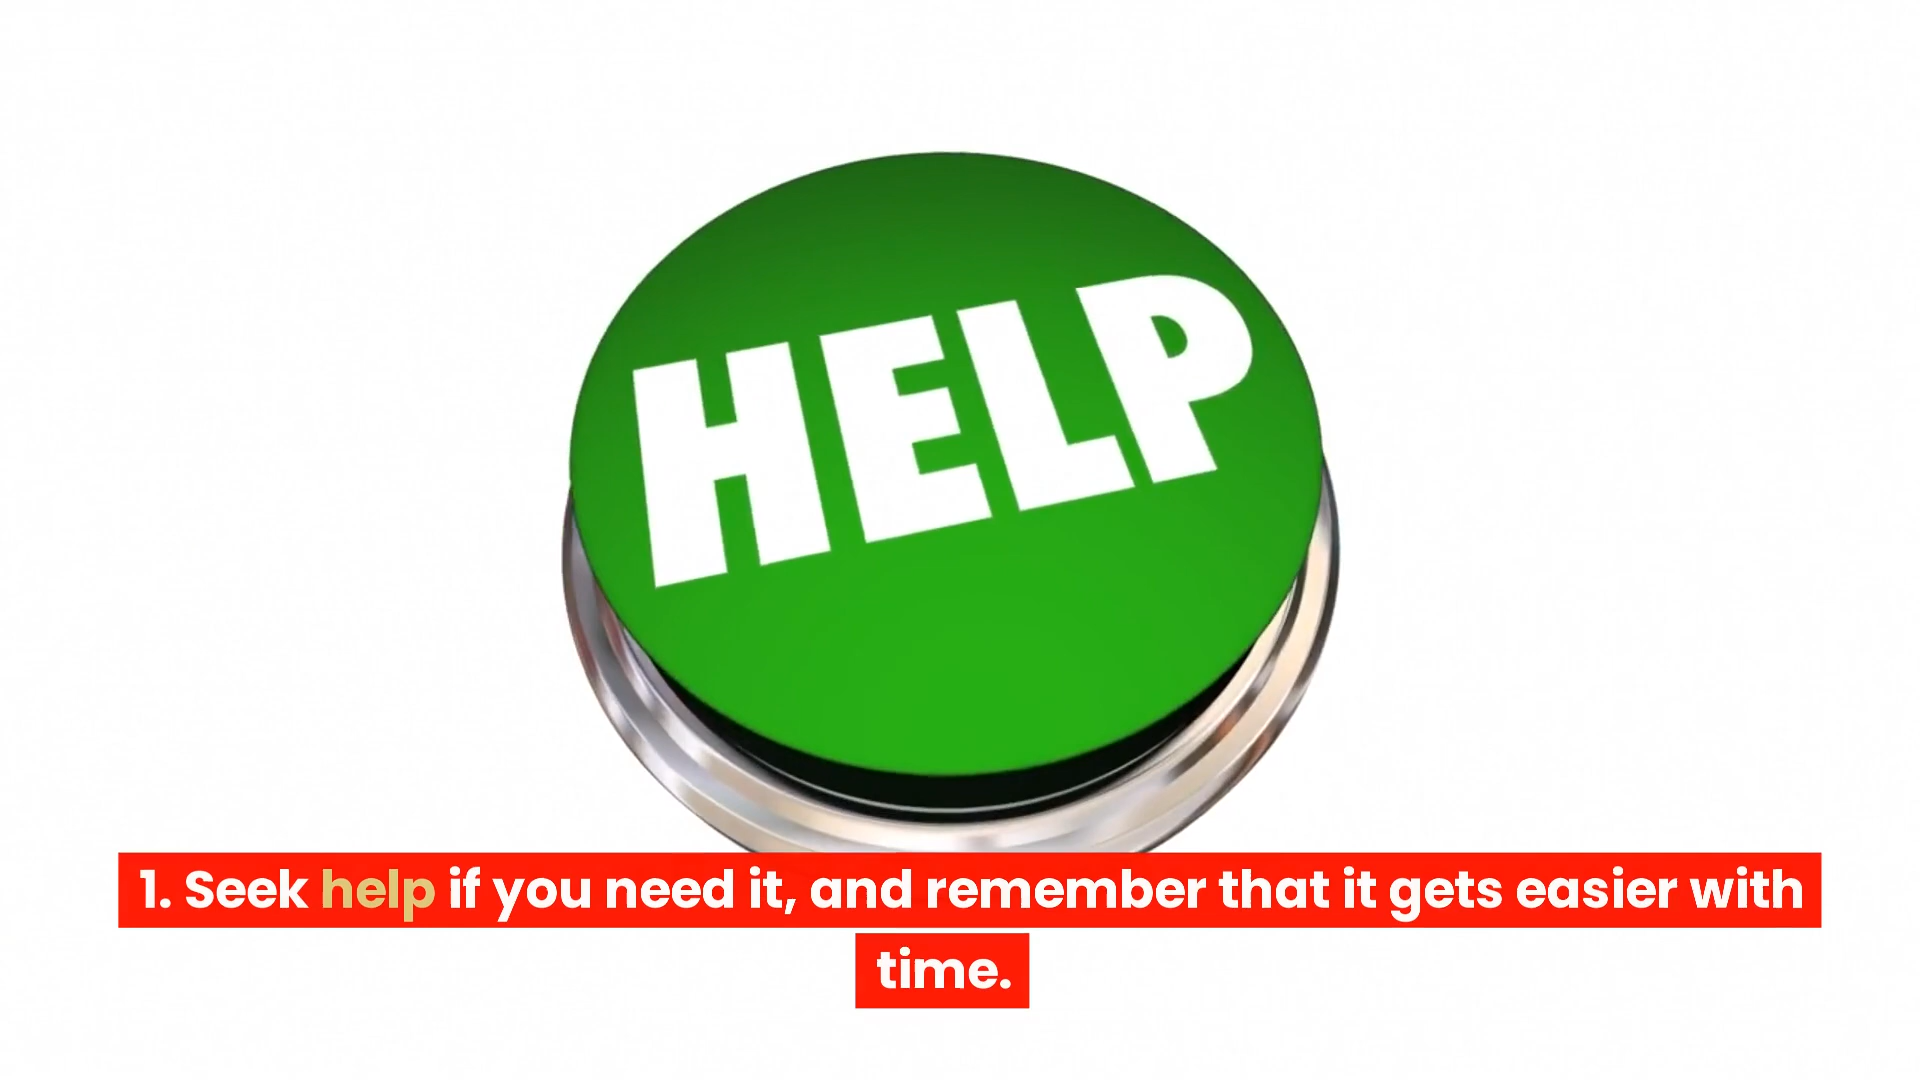 HELP
1. Seek help if you need it, and remember that it gets easier with
time.